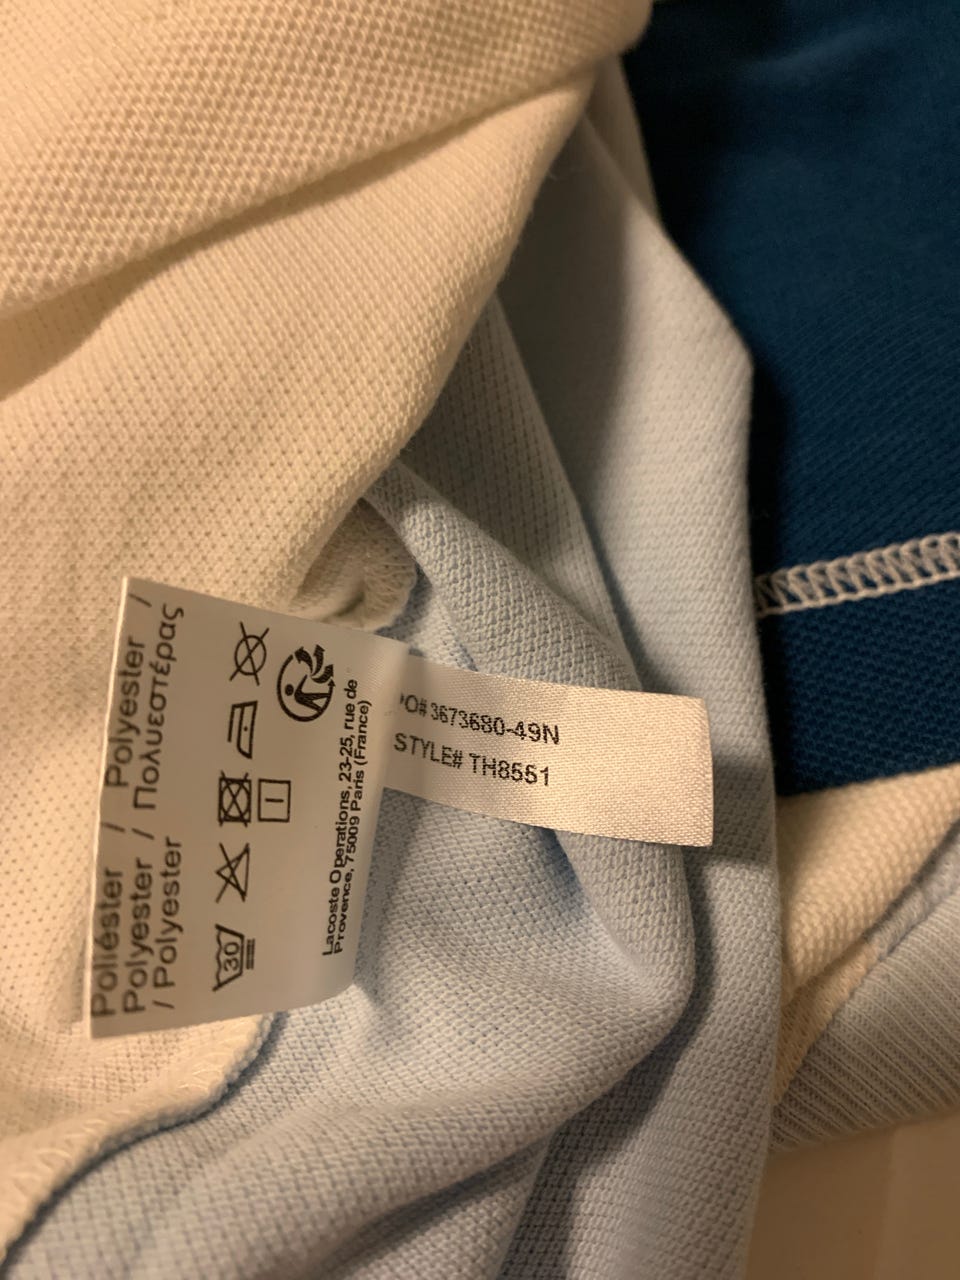 Poliéster / Polyester /
Polyester / Πολυεστέρας
/ Polyester
30
Lacoste Operations, 23-25, rue de
Provence, 75009 Paris (France)
PO# 3673680-49N
STYLE# TH8551